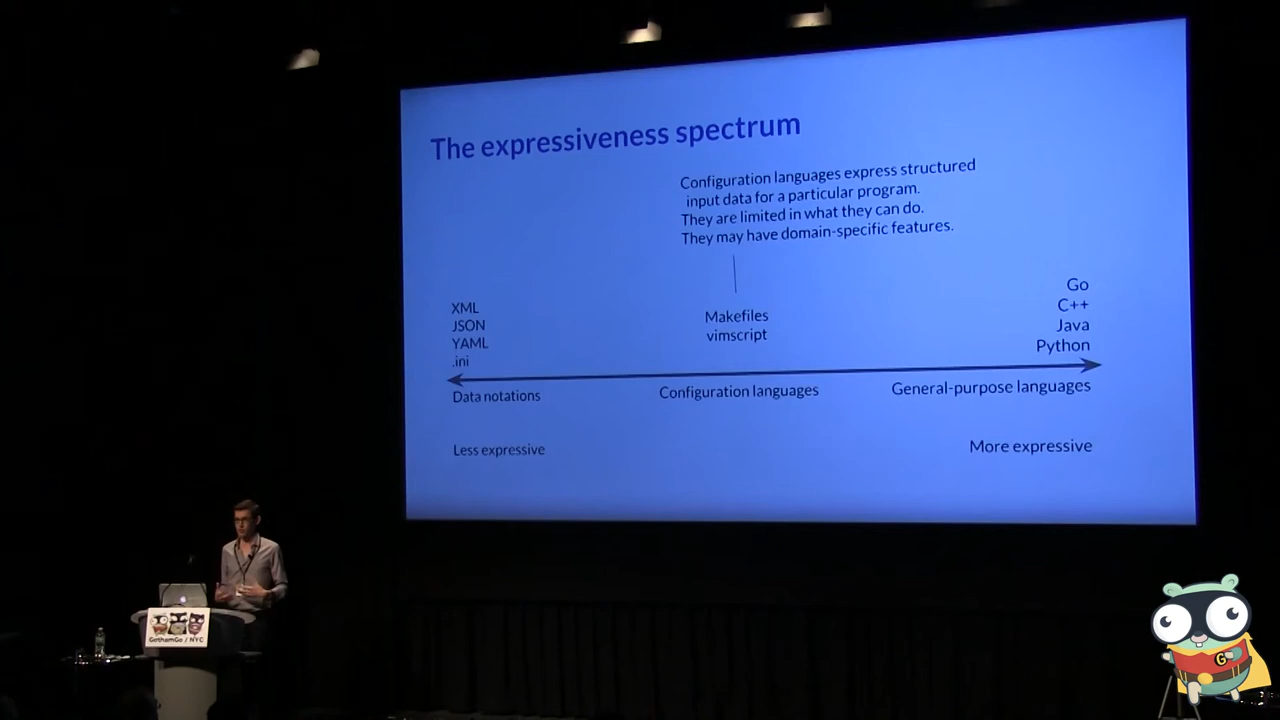 The expressiveness spectrum
Configuration languages express structured
input data for a particular program.
They are limited in what they can do.
They may have domain-specific features.
XML
JSON
YAML
.ini
Makefiles
vimscript
Go
C++
Java
Python
Data notations
Configuration languages
General-purpose languages
Less expressive
More expressive
GothamGo / NYC
G